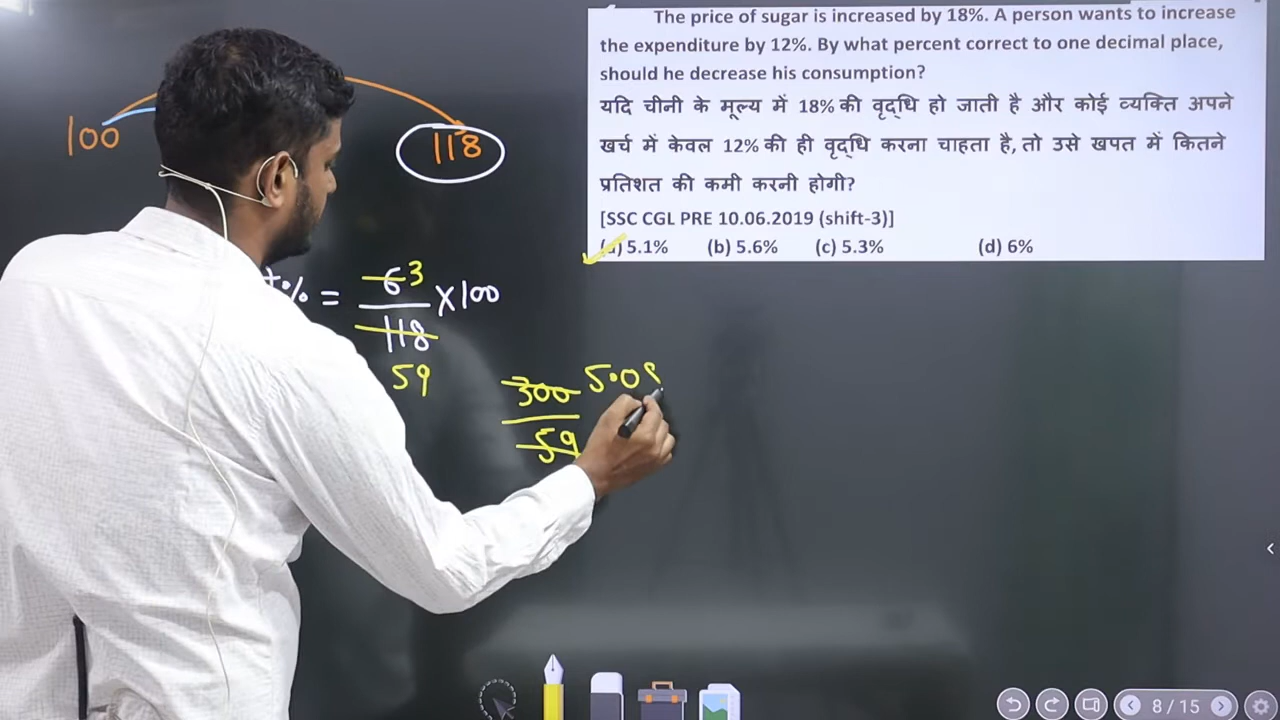 The price of sugar is increased by 18%. A person wants to increase
the expenditure by 12%. By what percent correct to one decimal place,
should he decrease his consumption?
यदि चीनी के मूल्य में 18% की वृद्धि हो जाती है और कोई व्यक्ति अपने
खर्च में केवल 12% की ही वृद्धि करना चाहता है, तो उसे खपत में कितने
प्रतिशत की कमी करनी होगी?
[SSC CGL PRE 10.06.2019 (shift-3)]
(a) 5.1% (b) 5.6% (c) 5.3% (d) 6%
100
118
% = 6 3 × 100
118
59
300 5.0
59
8 / 15